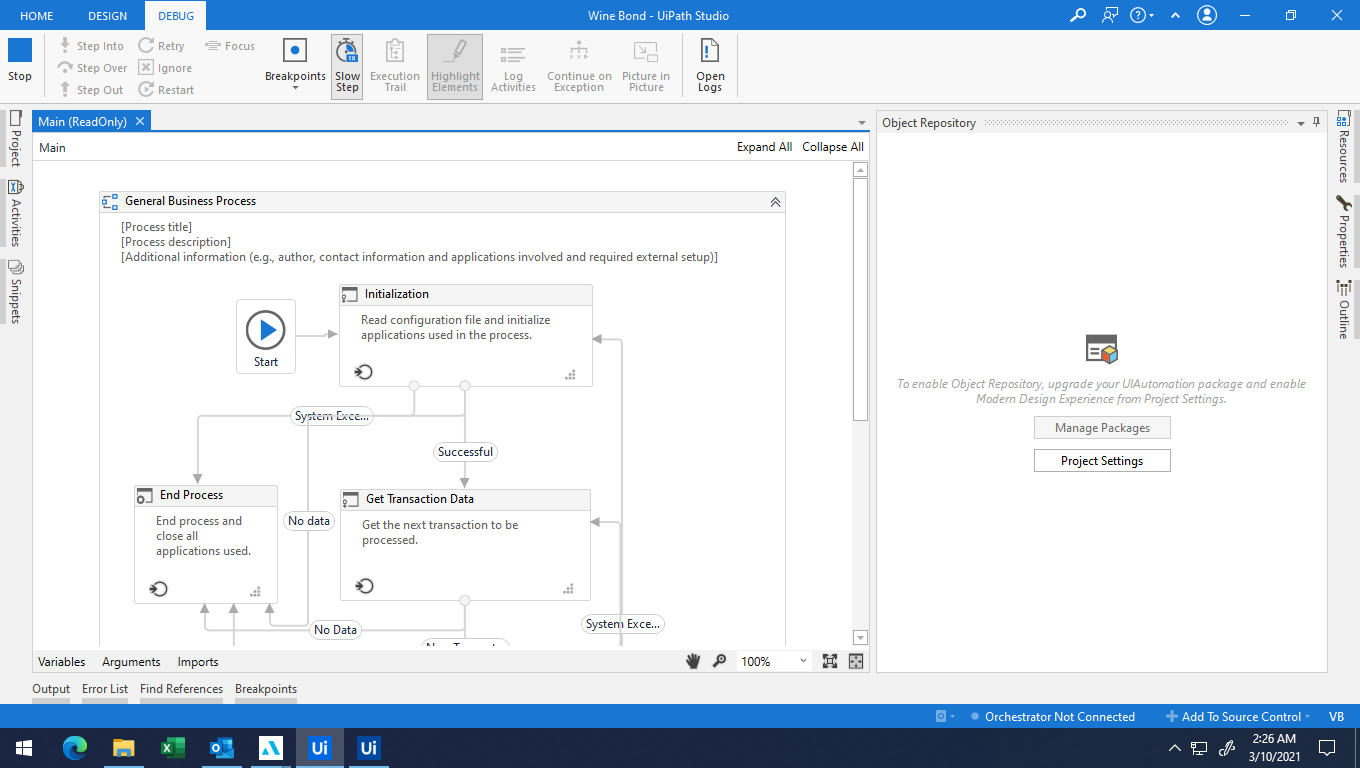 HOME
DESIGN
DEBUG
Wine Bond - UiPath Studio
Stop
Step Into
Step Over
Step Out
Retry
Ignore
Restart
Focus
Breakpoints
Slow
Step
1X
Execution
Trail
Highlight
Elements
Log
Activities
Continue on
Exception
Picture in
Picture
Open
Logs
Project
Activities
Snippets
Main (ReadOnly)
Main
Expand All
Collapse All
General Business Process
[Process title]
[Process description]
[Additional information (e.g., author, contact information and applications involved and required external setup)]
Start
Initialization
Read configuration file and initialize
applications used in the process.
System Exce...
Successful
End Process
End process and
close all
applications used.
No data
Get Transaction Data
Get the next transaction to be
processed.
No Data
System Exce...
Variables
Arguments
Imports
100%
Output
Error List
Find References
Breakpoints
Object Repository
To enable Object Repository, upgrade your UIAutomation package and enable
Modern Design Experience from Project Settings.
Manage Packages
Project Settings
Resources
Properties
Outline
Orchestrator Not Connected
Add To Source Control
VB
Ui
Ui
2:26 AM
3/10/2021